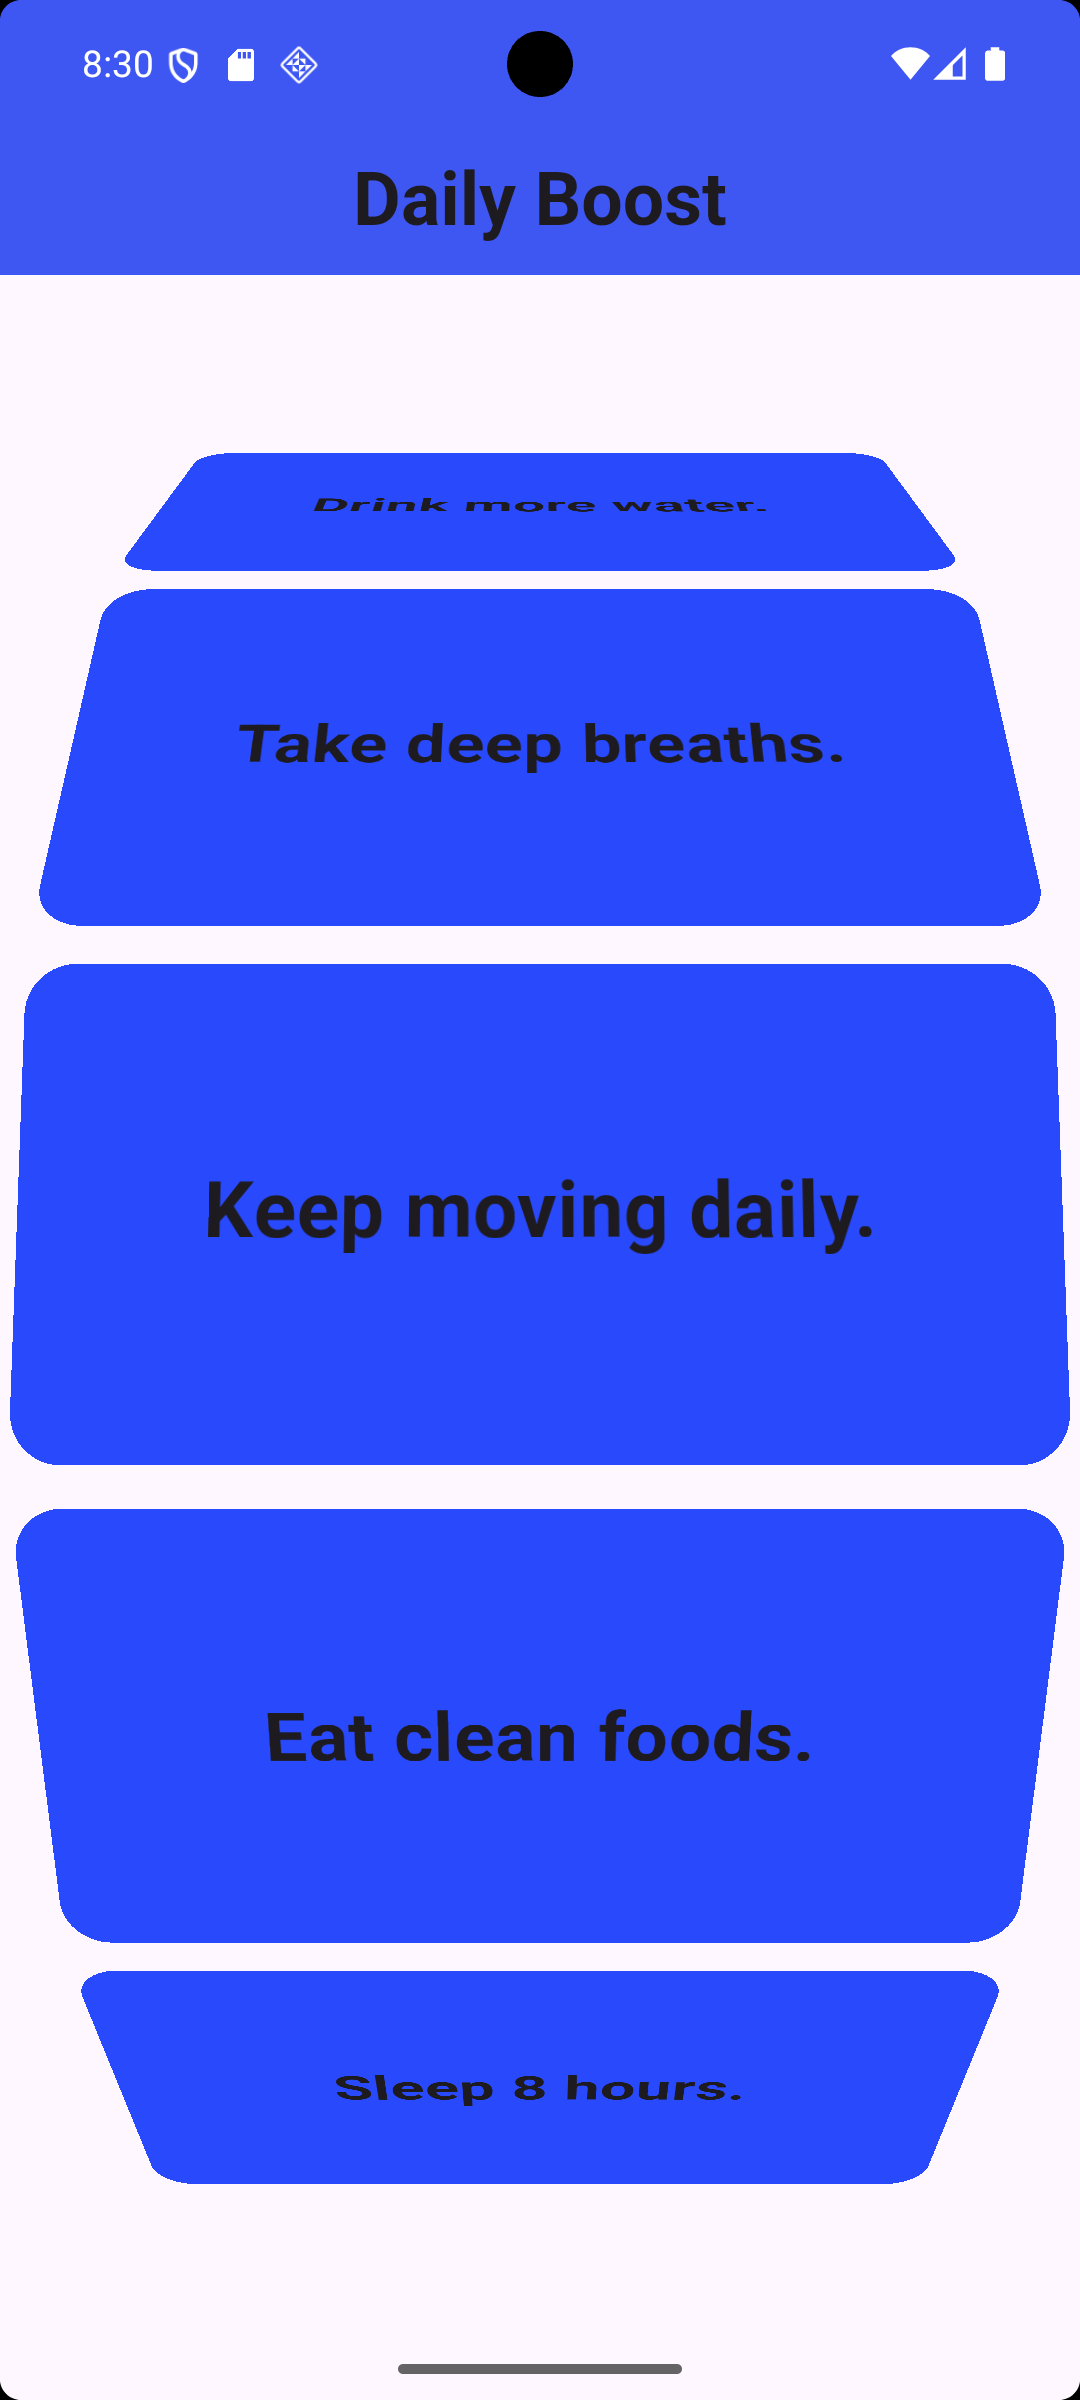 8:30
Daily Boost
Drink more water.
Take deep breaths.
Keep moving daily.
Eat clean foods.
Sleep 8 hours.